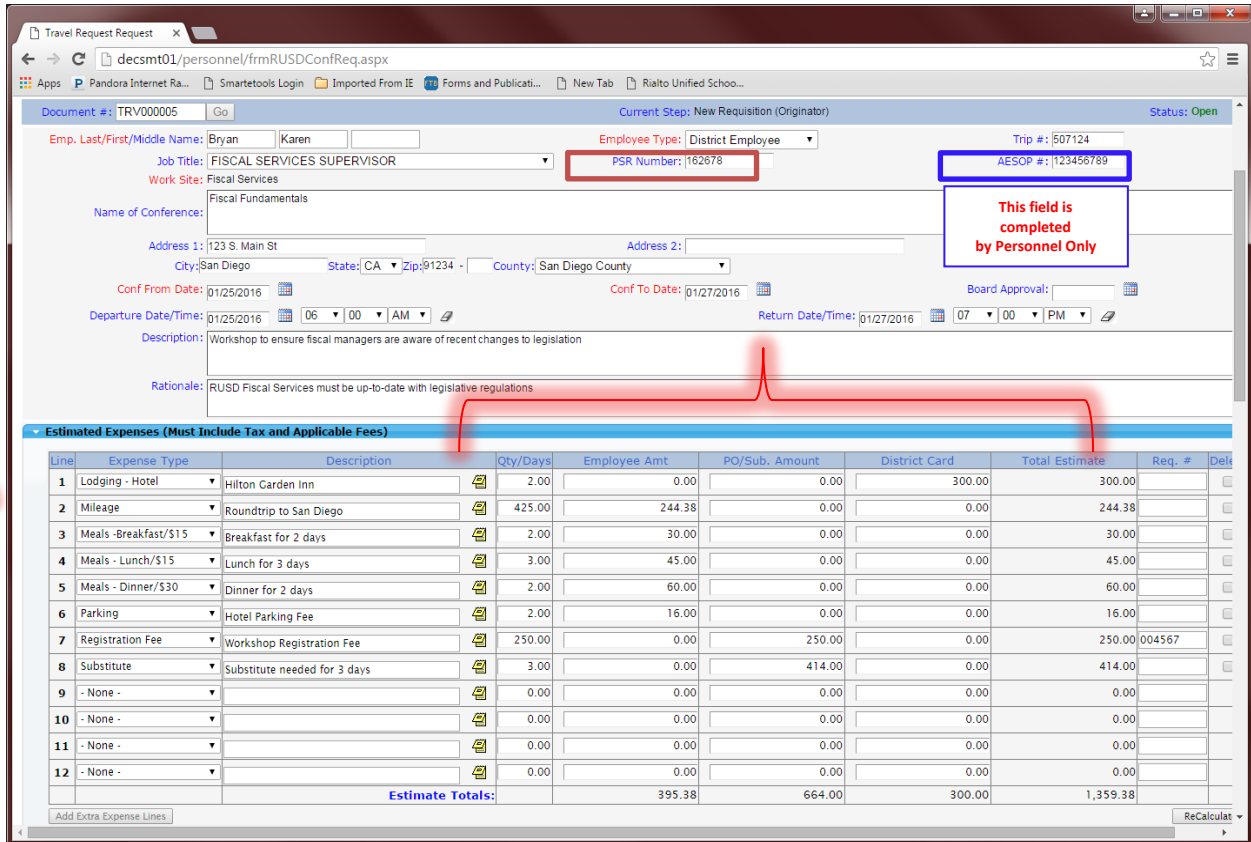 Travel Request Request
decsmt01/personnel/frmRUSDConfReq.aspx
Apps Pandora Internet Ra... Smartetools Login Imported From IE FTB Forms and Publicati... New Tab Rialto Unified Schoo...
Document #: TRV000005 Go Current Step: New Requisition (Originator) Status: Open
Emp. Last/First/Middle Name: Bryan Karen Employee Type: District Employee Trip #: 507124
Job Title: FISCAL SERVICES SUPERVISOR PSR Number: 162678 AESOP #: 123456789
Work Site: Fiscal Services
Name of Conference: Fiscal Fundamentals
This field is
completed
by Personnel Only
Address 1: 123 S. Main St Address 2:
City: San Diego State: CA Zip: 91234 - County: San Diego County
Conf From Date: 01/25/2016 Conf To Date: 01/27/2016 Board Approval:
Departure Date/Time: 01/25/2016 06 00 AM Return Date/Time: 01/27/2016 07 00 PM
Description: Workshop to ensure fiscal managers are aware of recent changes to legislation
Rationale: RUSD Fiscal Services must be up-to-date with legislative regulations
Estimated Expenses (Must Include Tax and Applicable Fees)
Line Expense Type Description Qty/Days Employee Amt PO/Sub. Amount District Card Total Estimate Req. # Dele
1 Lodging - Hotel Hilton Garden Inn 2.00 0.00 0.00 300.00 300.00
2 Mileage Roundtrip to San Diego 425.00 244.38 0.00 0.00 244.38
3 Meals -Breakfast/$15 Breakfast for 2 days 2.00 30.00 0.00 0.00 30.00
4 Meals - Lunch/$15 Lunch for 3 days 3.00 45.00 0.00 0.00 45.00
5 Meals - Dinner/$30 Dinner for 2 days 2.00 60.00 0.00 0.00 60.00
6 Parking Hotel Parking Fee 2.00 16.00 0.00 0.00 16.00
7 Registration Fee Workshop Registration Fee 250.00 0.00 250.00 0.00 250.00 004567
8 Substitute Substitute needed for 3 days 3.00 0.00 414.00 0.00 414.00
9 - None - 0.00 0.00 0.00 0.00 0.00
10 - None - 0.00 0.00 0.00 0.00 0.00
11 - None - 0.00 0.00 0.00 0.00 0.00
12 - None - 0.00 0.00 0.00 0.00 0.00
Estimate Totals: 395.38 664.00 300.00 1,359.38
Add Extra Expense Lines ReCalculat